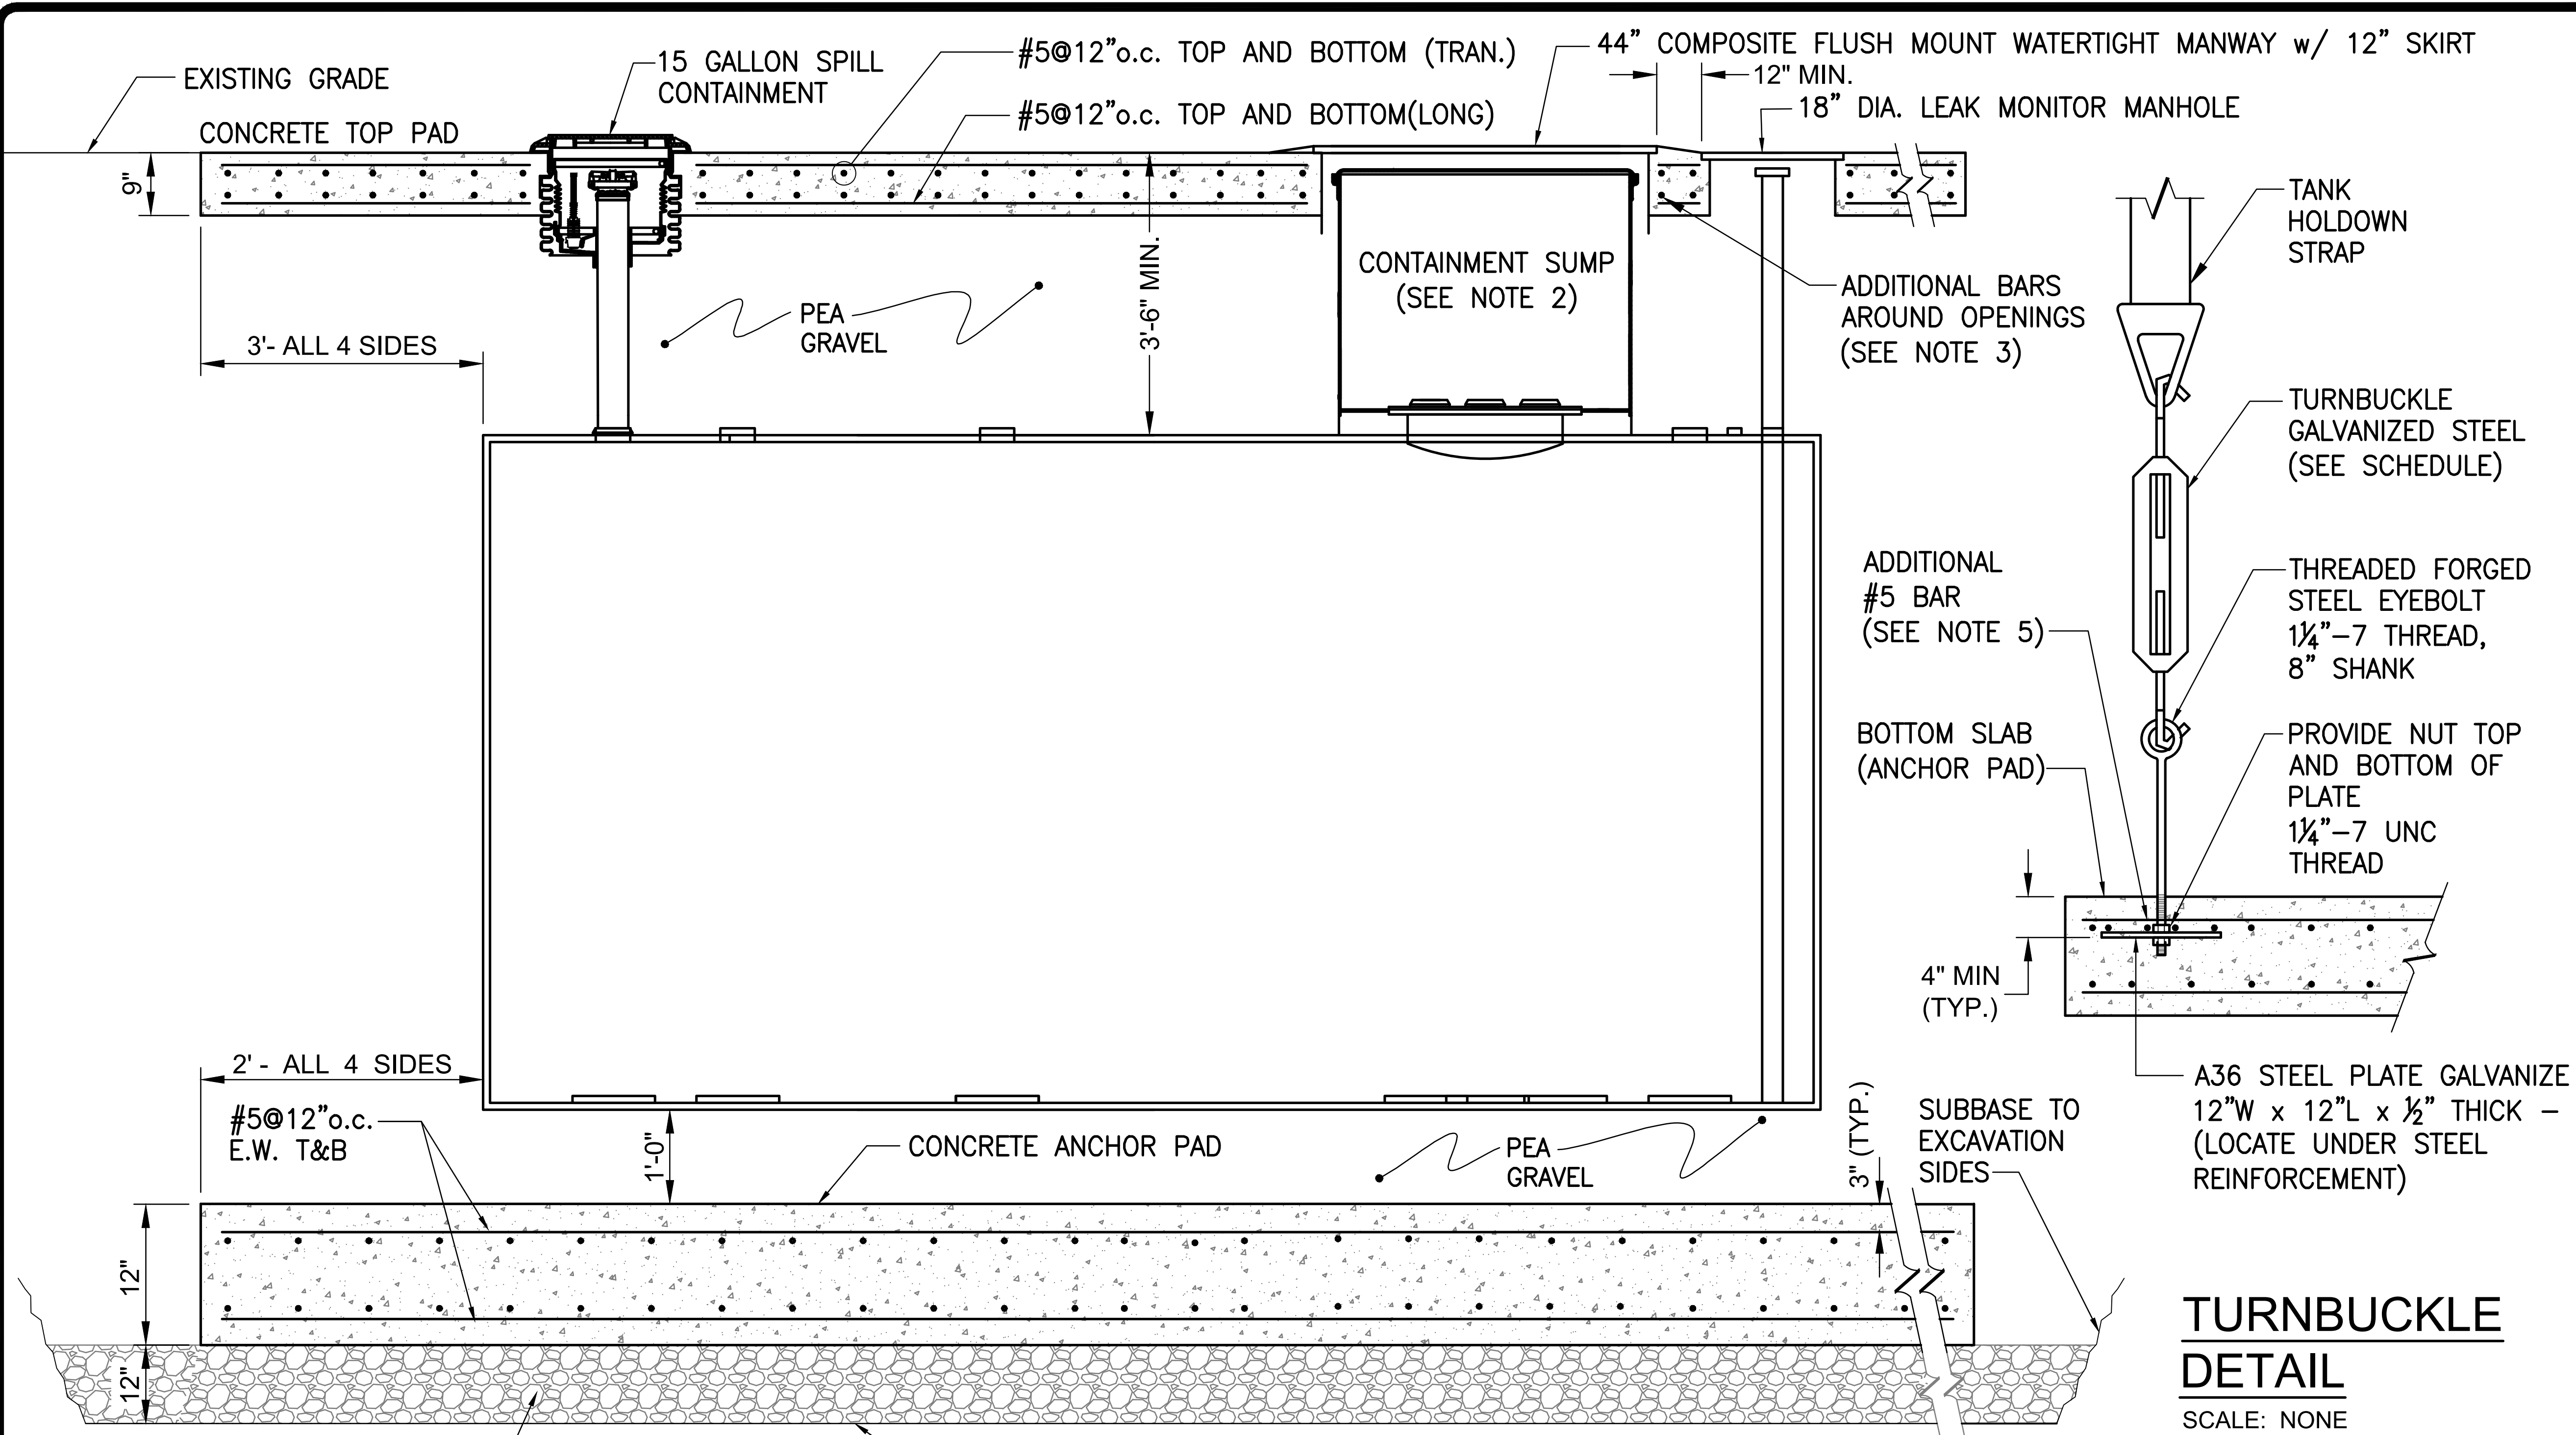 EXISTING GRADE
15 GALLON SPILL
CONTAINMENT
#5@12"o.c. TOP AND BOTTOM (TRAN.)
44" COMPOSITE FLUSH MOUNT WATERTIGHT MANWAY w/ 12" SKIRT
12" MIN.
#5@12"o.c. TOP AND BOTTOM(LONG)
18" DIA. LEAK MONITOR MANHOLE
CONCRETE TOP PAD
9"
3'- ALL 4 SIDES
PEA
GRAVEL
3'-6" MIN.
CONTAINMENT SUMP
(SEE NOTE 2)
ADDITIONAL BARS
AROUND OPENINGS
(SEE NOTE 3)
TANK
HOLDOWN
STRAP
TURNBUCKLE
GALVANIZED STEEL
(SEE SCHEDULE)
ADDITIONAL
#5 BAR
(SEE NOTE 5)
THREADED FORGED
STEEL EYEBOLT
1¼"-7 THREAD,
8" SHANK
BOTTOM SLAB
(ANCHOR PAD)
PROVIDE NUT TOP
AND BOTTOM OF
PLATE
1¼"-7 UNC
THREAD
4" MIN
(TYP.)
A36 STEEL PLATE GALVANIZE
12"W x 12"L x ½" THICK -
(LOCATE UNDER STEEL
REINFORCEMENT)
2' - ALL 4 SIDES
#5@12"o.c.
E.W. T&B
1'-0"
CONCRETE ANCHOR PAD
PEA
GRAVEL
3" (TYP.)
SUBBASE TO
EXCAVATION
SIDES
12"
12"
TURNBUCKLE
DETAIL
SCALE: NONE